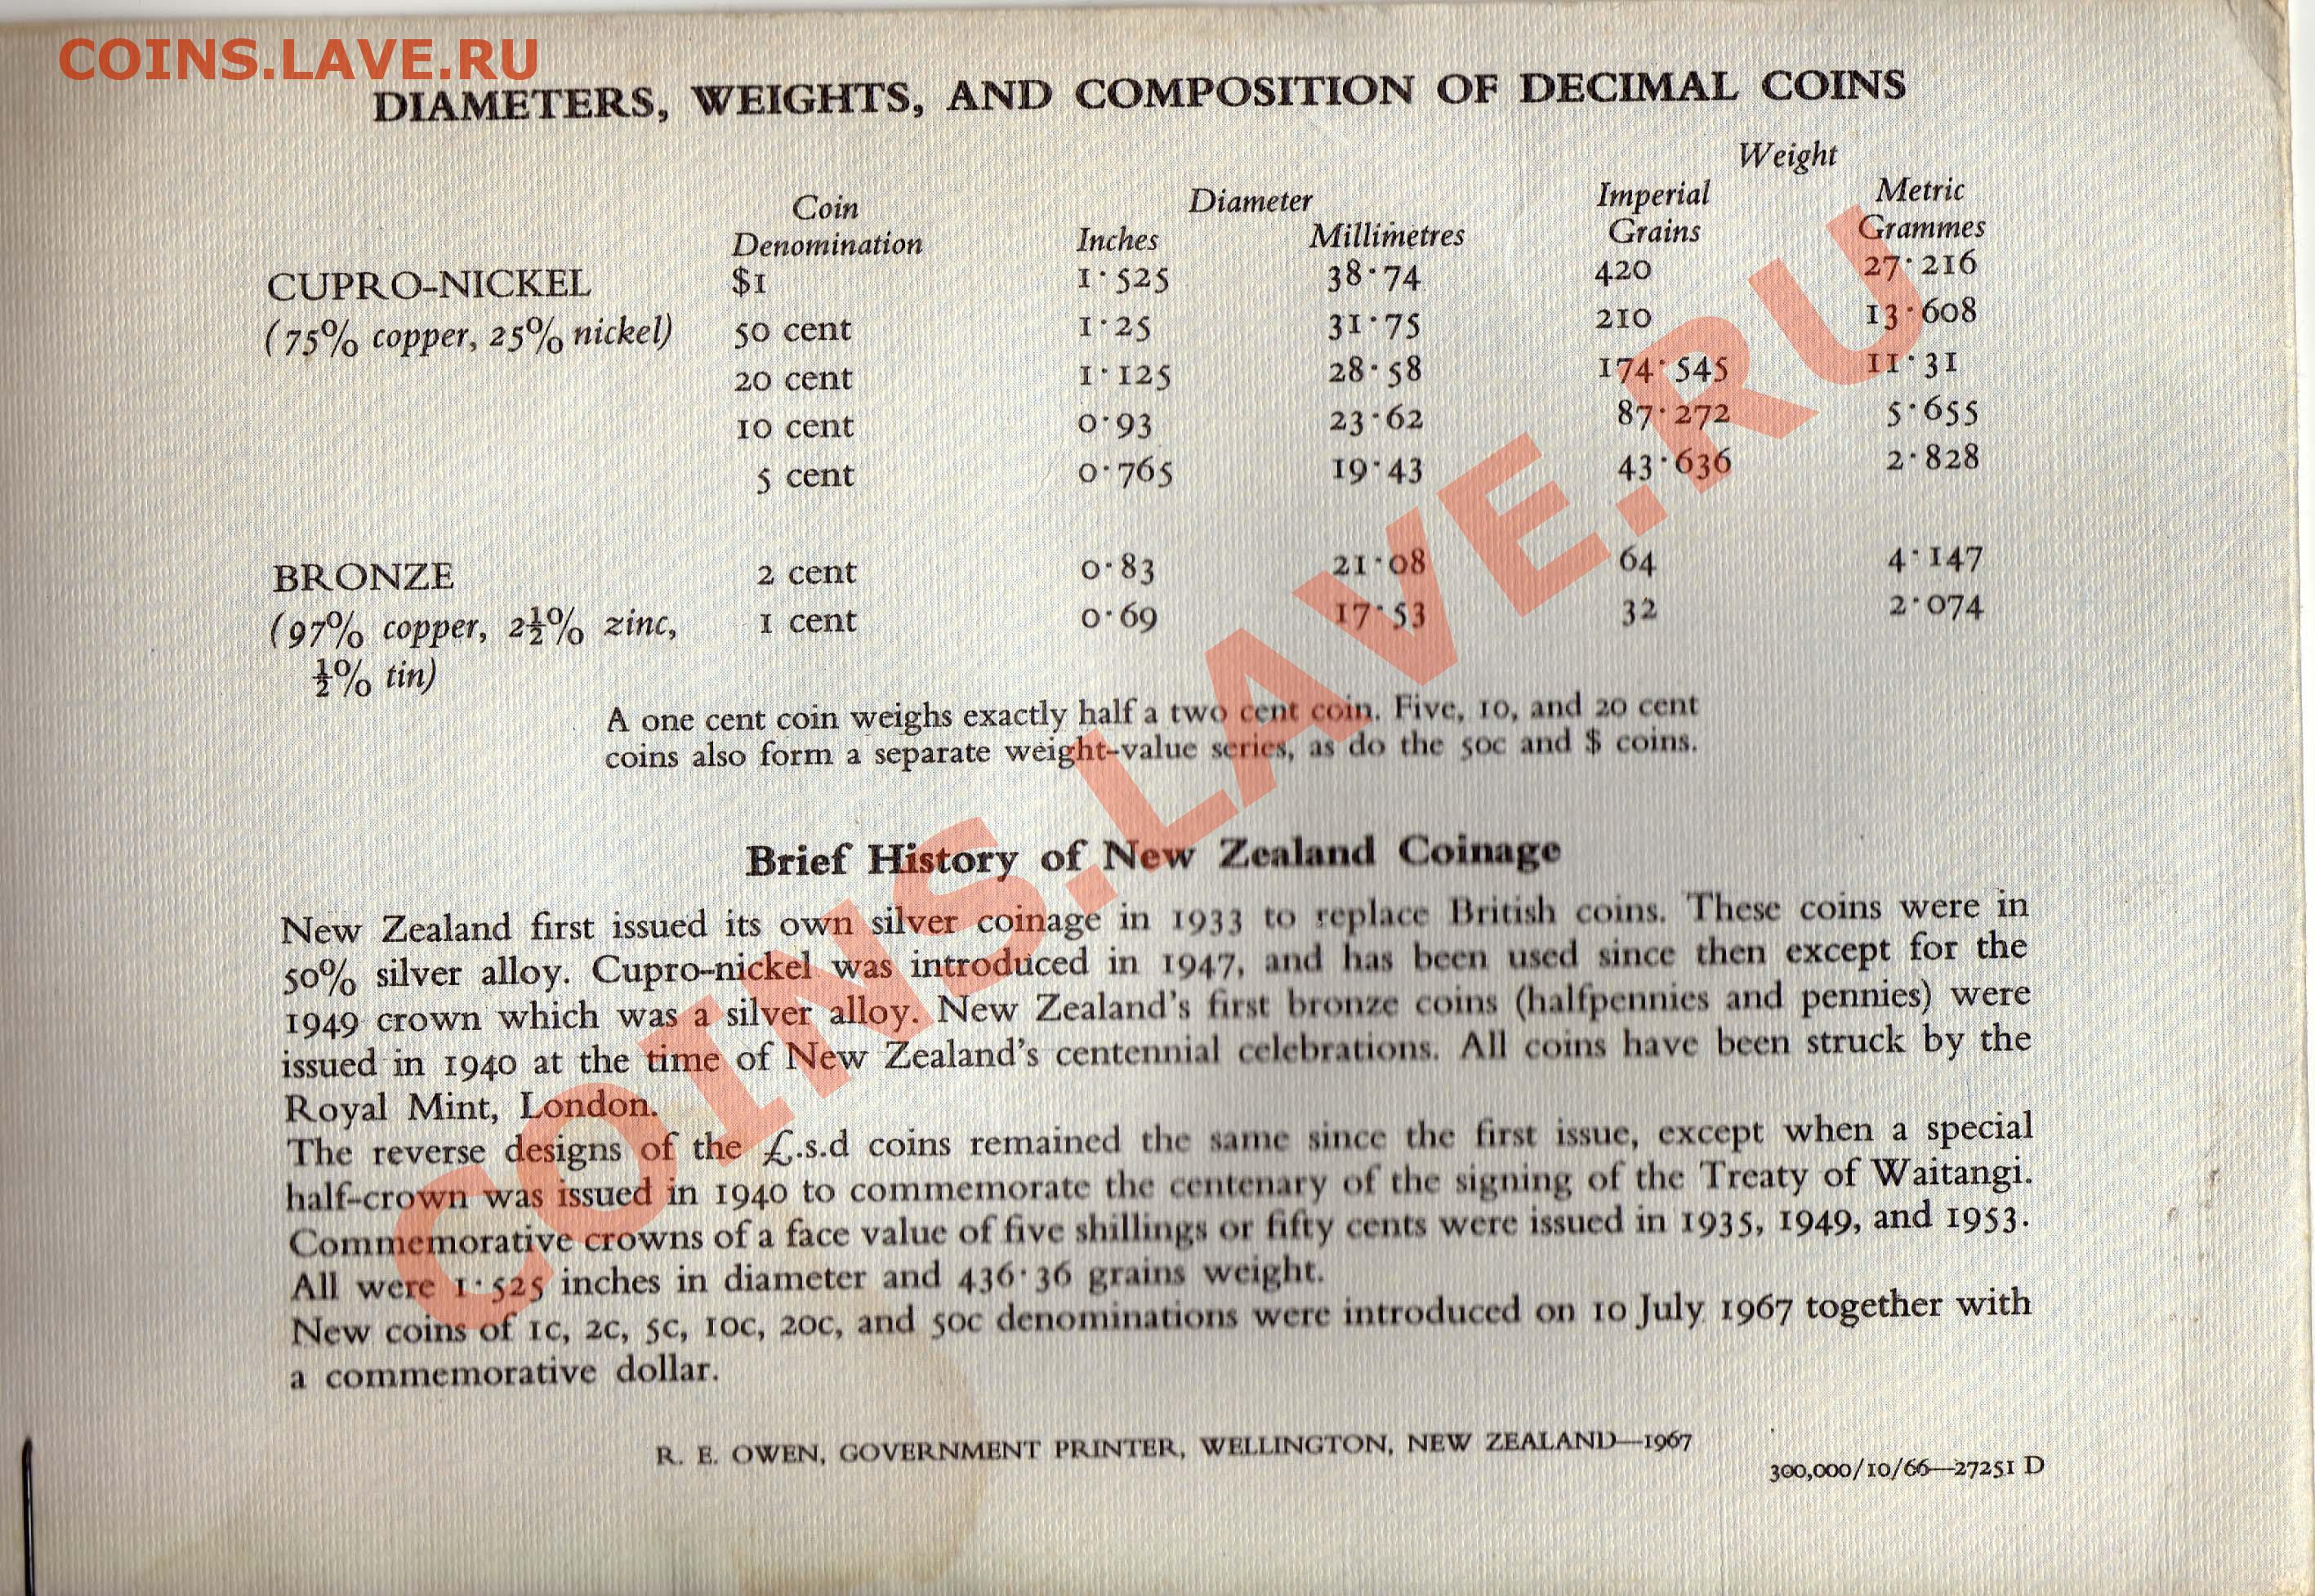 COINS.LAVE.RU
DIAMETERS, WEIGHTS, AND COMPOSITION OF DECIMAL COINS
Weight
Coin Diameter Imperial Metric
Denomination Inches Millimetres Grains Grammes
CUPRO-NICKEL $1 1·525 38·74 420 27·216
(75% copper, 25% nickel) 50 cent 1·25 31·75 210 13·608
20 cent 1·125 28·58 174·545 11·31
10 cent 0·93 23·62 87·272 5·655
5 cent 0·765 19·43 43·636 2·828
BRONZE 2 cent 0·83 21·08 64 4·147
(97% copper, 2½% zinc, 1 cent 0·69 17·53 32 2·074
½% tin)
A one cent coin weighs exactly half a two cent coin. Five, 10, and 20 cent
coins also form a separate weight-value series, as do the 50c and $ coins.
Brief History of New Zealand Coinage
New Zealand first issued its own silver coinage in 1933 to replace British coins. These coins were in
50% silver alloy. Cupro-nickel was introduced in 1947, and has been used since then except for the
1949 crown which was a silver alloy. New Zealand's first bronze coins (halfpennies and pennies) were
issued in 1940 at the time of New Zealand's centennial celebrations. All coins have been struck by the
Royal Mint, London.
The reverse designs of the £.s.d coins remained the same since the first issue, except when a special
half-crown was issued in 1940 to commemorate the centenary of the signing of the Treaty of Waitangi.
Commemorative crowns of a face value of five shillings or fifty cents were issued in 1935, 1949, and 1953.
All were 1·525 inches in diameter and 436·36 grains weight.
New coins of 1c, 2c, 5c, 10c, 20c, and 50c denominations were introduced on 10 July 1967 together with
a commemorative dollar.
R. E. OWEN, GOVERNMENT PRINTER, WELLINGTON, NEW ZEALAND—1967
300,000/10/66—27251 D
COINS.LAVE.RU